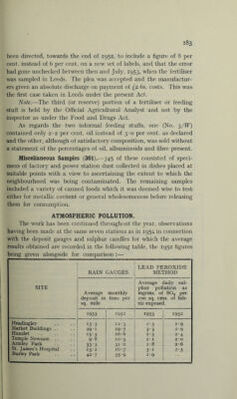 183
been directed, towards the end of 1952, to include a figure of 8 per
cent. instead of 6 per cent. on a new set of labels, and that the error
had gone unchecked between then and July, 1953, when the fertiliser
was sampled in Leeds. The plea was accepted and the manufactur-
ers given an absolute discharge on payment of £2 6s. costs. This was
the first case taken in Leeds under the present Act.
Note.—The third (or reserve) portion of a fertiliser or feeding
stuff is held by the Official Agricultural Analyst and not by the
inspector as under the Food and Drugs Act.
As regards the two informal feeding stuffs, one (No. 3/W)
contained only 2·2 per cent. oil instead of 3·0 per cent. as declared
and the other, although of satisfactory composition, was sold without
a statement of the percentages of oil, albuminoids and fibre present.
Miscellaneous Samples (361).—345 of these consisted of speci-
mens of factory and power station dust collected in dishes placed at
suitable points with a view to ascertaining the extent to which the
neighbourhood was being contaminated. The remaining samples
included a variety of canned foods which it was deemed wise to test
either for metallic content or general wholesomeness before releasing
them for consumption.
ATMOSPHERIC POLLUTION.
The work has been continued throughout the year, observations
having been made at the same seven stations as in 1952 in connection
with the deposit gauges and sulphur candles for which the average
results obtained are recorded in the following table, the 1952 figures
being given alongside for comparison:—
SITE
RAIN GAUGES
LEAD PEROXIDE METHOD
Average monthly deposit in tons per sq. mile
Average daily sul-
phur pollution as
mgrms. of SO₃ per
100 sq. cms. of fab-
ric exposed
1953 1952 1953 1952
Headingley
Market Buildings
Hunslet
Temple Newsam
Armley Park
St. James's Hospital
Burley Park